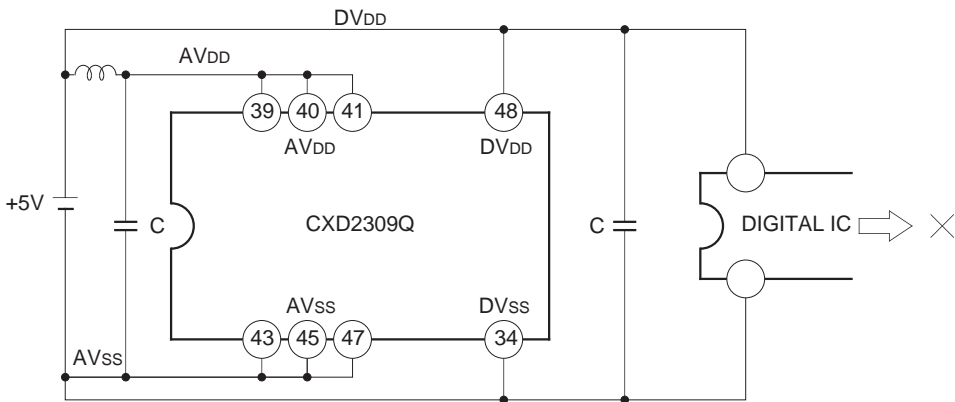 DVDD
AVDD
39 40 41 48
AVDD DVDD
+5V C CXD2309Q C DIGITAL IC
AVSS DVSS
43 45 47 34
AVSS